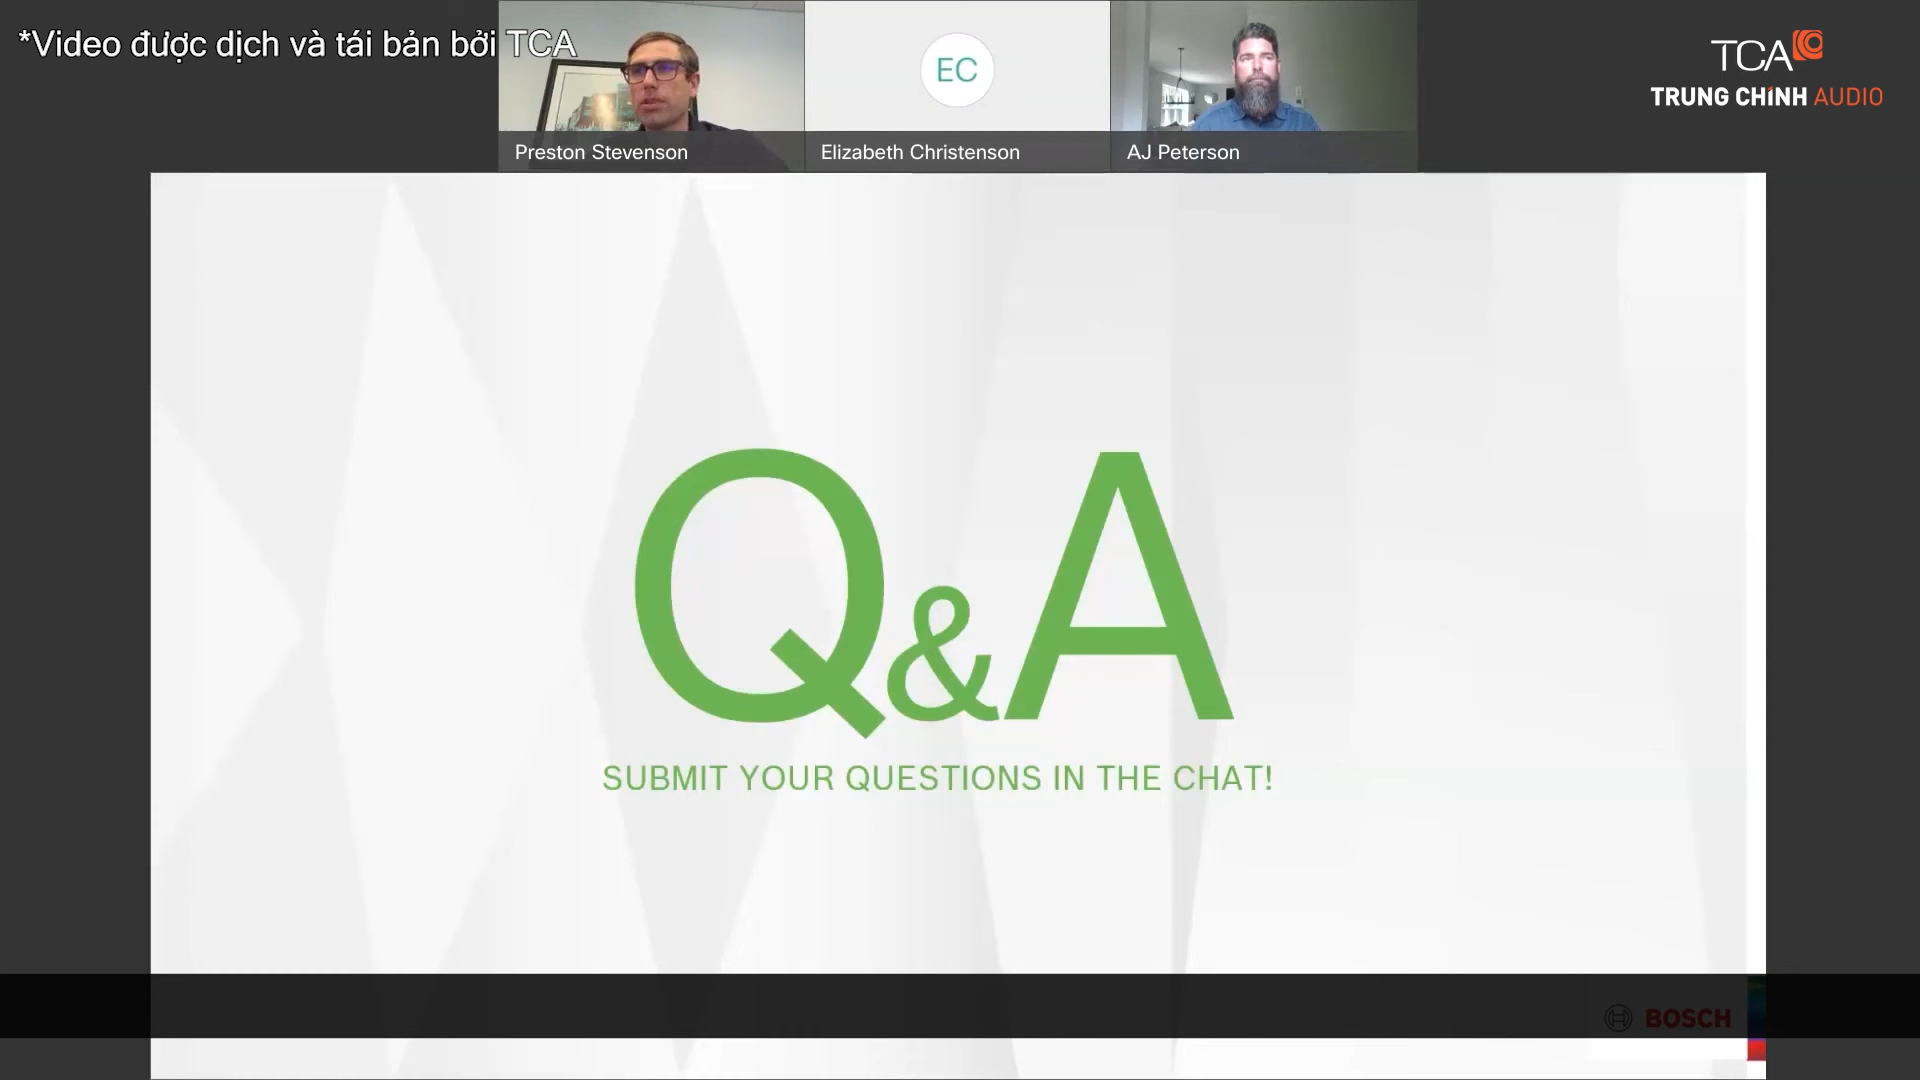 *Video được dịch và tái bản bởi TCA
TCA
TRUNG CHÍNH AUDIO
EC
Preston Stevenson
Elizabeth Christenson
AJ Peterson
Q&A
SUBMIT YOUR QUESTIONS IN THE CHAT!
BOSCH